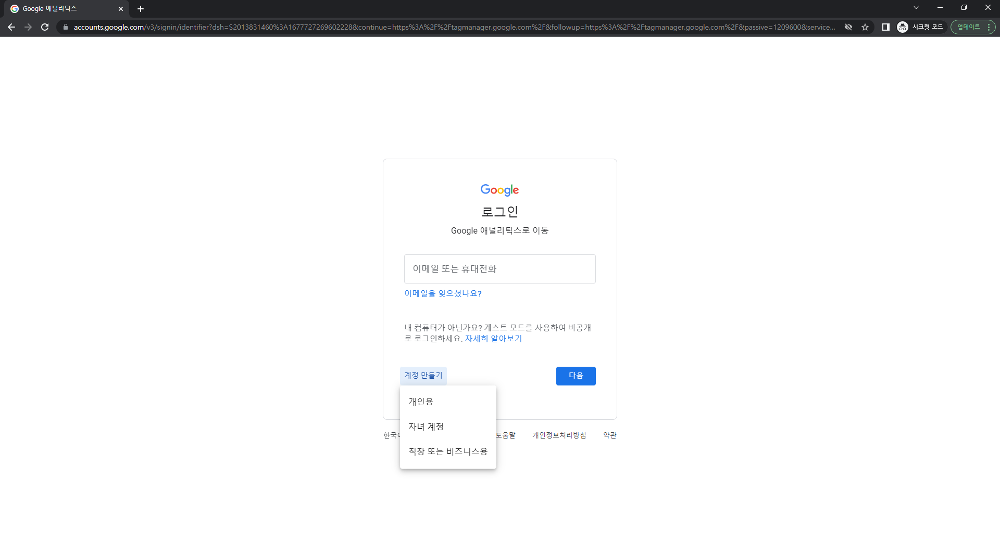 Google 애널리틱스
accounts.google.com/v3/signin/identifier?dsh=S2013831460%3A1677727269602228&continue=https%3A%2F%2Ftagmanager.google.com%2F&followup=https%3A%2F%2Ftagmanager.google.com%2F&passive=1209600&service...
시크릿 모드
업데이트
Google
로그인
Google 애널리틱스로 이동
이메일 또는 휴대전화
이메일을 잊으셨나요?
내 컴퓨터가 아닌가요? 게스트 모드를 사용하여 비공개
로 로그인하세요. 자세히 알아보기
계정 만들기
다음
개인용
자녀 계정
한국어
도움말
개인정보처리방침
약관
직장 또는 비즈니스용